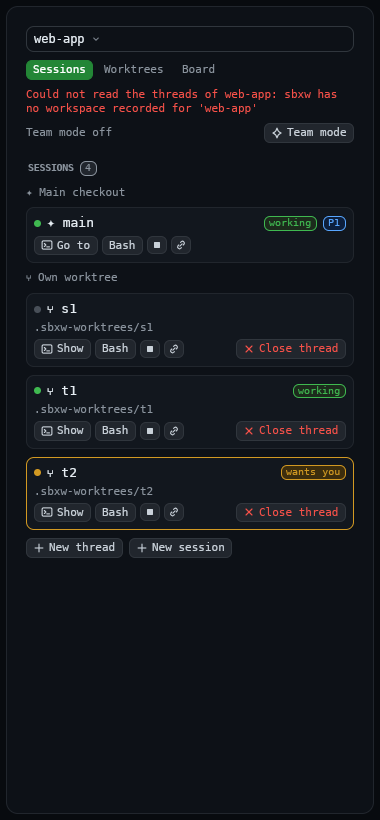 web-app
Sessions Worktrees Board
Could not read the threads of web-app: sbxw has
no workspace recorded for 'web-app'
Team mode off Team mode
SESSIONS 4
Main checkout
main working P1
Go to Bash
Own worktree
s1
.sbxw-worktrees/s1
Show Bash Close thread
t1 working
.sbxw-worktrees/t1
Show Bash Close thread
t2 wants you
.sbxw-worktrees/t2
Show Bash Close thread
New thread New session